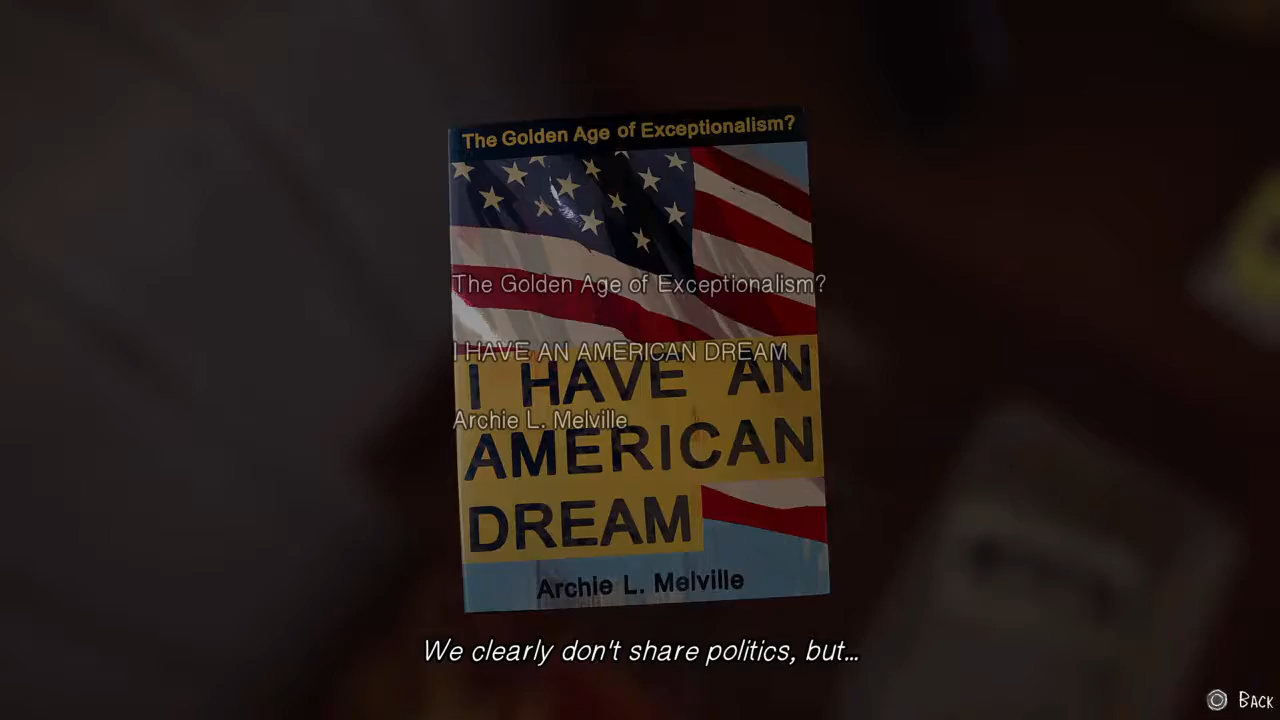 The Golden Age of Exceptionalism?
The Golden Age of Exceptionalism?
I HAVE AN AMERICAN DREAM
I HAVE AN
Archie L. Melville
AMERICAN
DREAM
Archie L. Melville
We clearly don't share politics, but...
BACK